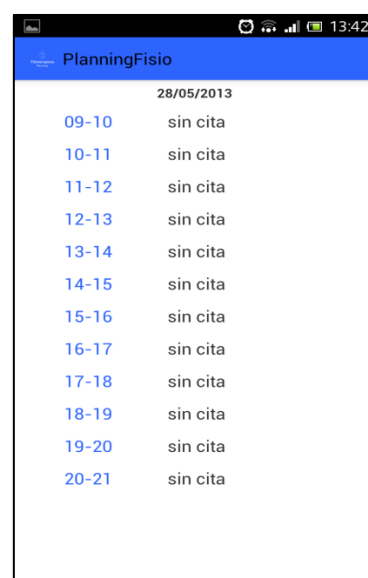 13:42
PlanningFisio
28/05/2013
09-10 sin cita
10-11 sin cita
11-12 sin cita
12-13 sin cita
13-14 sin cita
14-15 sin cita
15-16 sin cita
16-17 sin cita
17-18 sin cita
18-19 sin cita
19-20 sin cita
20-21 sin cita